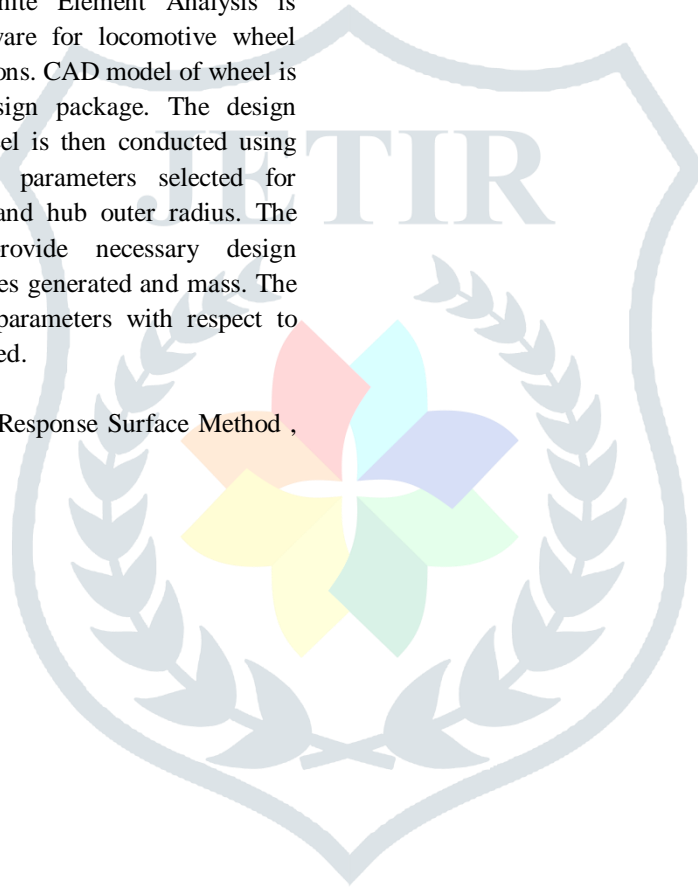 nite Element Analysis is
ware for locomotive wheel
ons. CAD model of wheel is
sign package. The design
el is then conducted using
parameters selected for
and hub outer radius. The
rovide necessary design
es generated and mass. The
parameters with respect to
ed.
Response Surface Method ,
JETIR